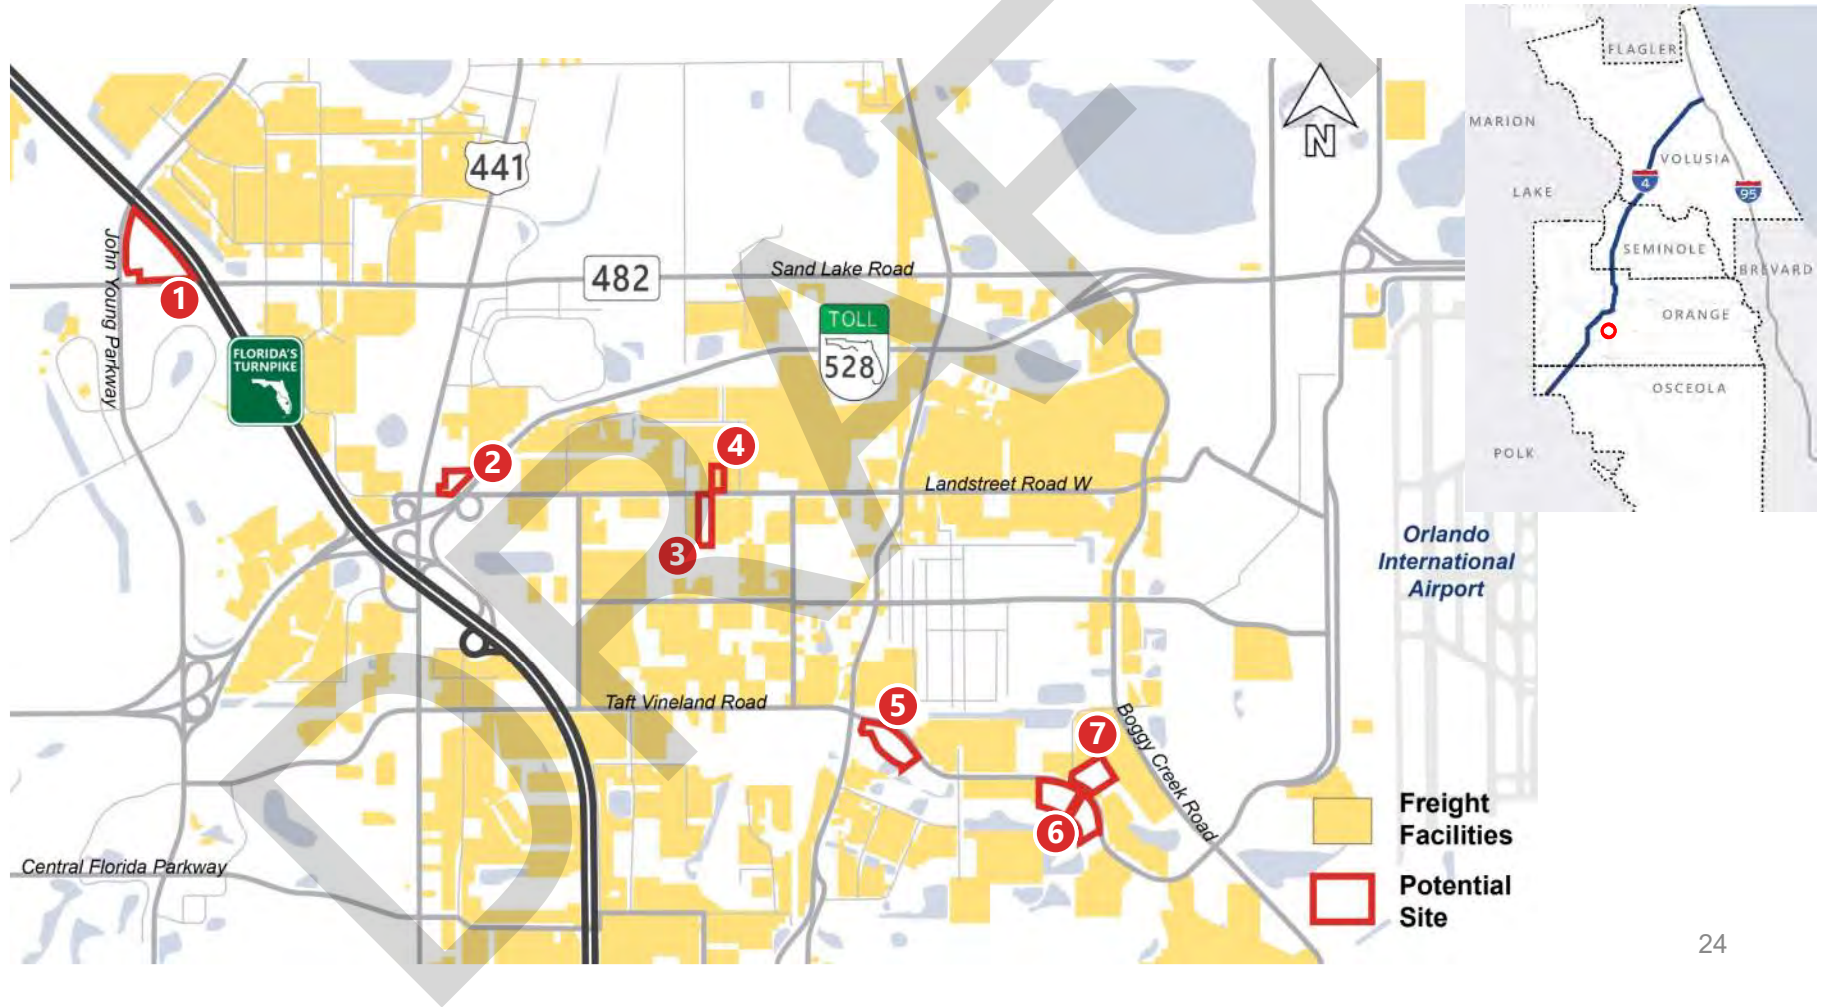 441
482
Sand Lake Road
TOLL
528
John Young Parkway
1
FLORIDA'S
TURNPIKE
2
4
Landstreet Road W
3
Taft Vineland Road
5
7
Boggy Creek Road
6
Central Florida Parkway
N
Orlando
International
Airport
Freight
Facilities
Potential
Site
FLAGLER
MARION
VOLUSIA
LAKE
4
95
SEMINOLE
BREVARD
ORANGE
OSCEOLA
POLK
DRAFT
24